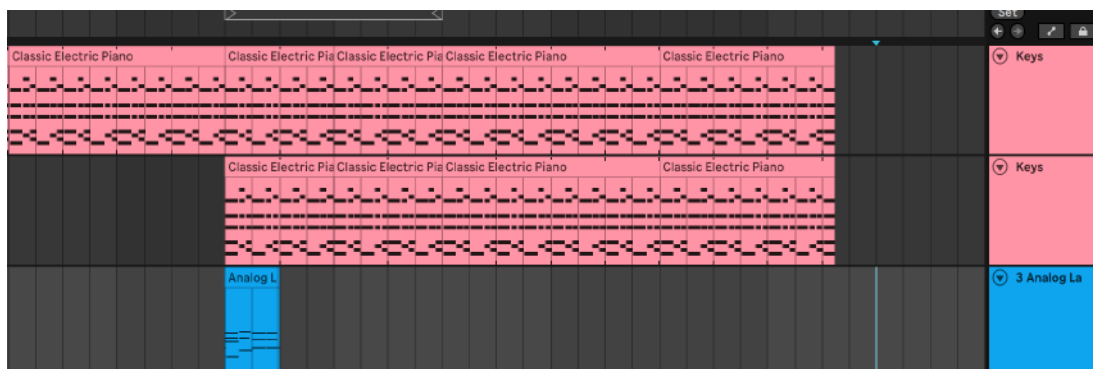 Set
Classic Electric Piano Classic Electric Pia Classic Electric Pia Classic Electric Piano Classic Electric Piano Keys
Classic Electric Pia Classic Electric Pia Classic Electric Piano Classic Electric Piano Keys
Analog L 3 Analog La